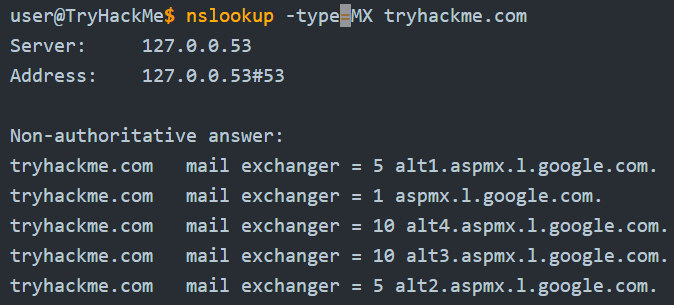 user@TryHackMe$ nslookup -type=MX tryhackme.com
Server:     127.0.0.53
Address:    127.0.0.53#53

Non-authoritative answer:
tryhackme.com   mail exchanger = 5 alt1.aspmx.l.google.com.
tryhackme.com   mail exchanger = 1 aspmx.l.google.com.
tryhackme.com   mail exchanger = 10 alt4.aspmx.l.google.com.
tryhackme.com   mail exchanger = 10 alt3.aspmx.l.google.com.
tryhackme.com   mail exchanger = 5 alt2.aspmx.l.google.com.